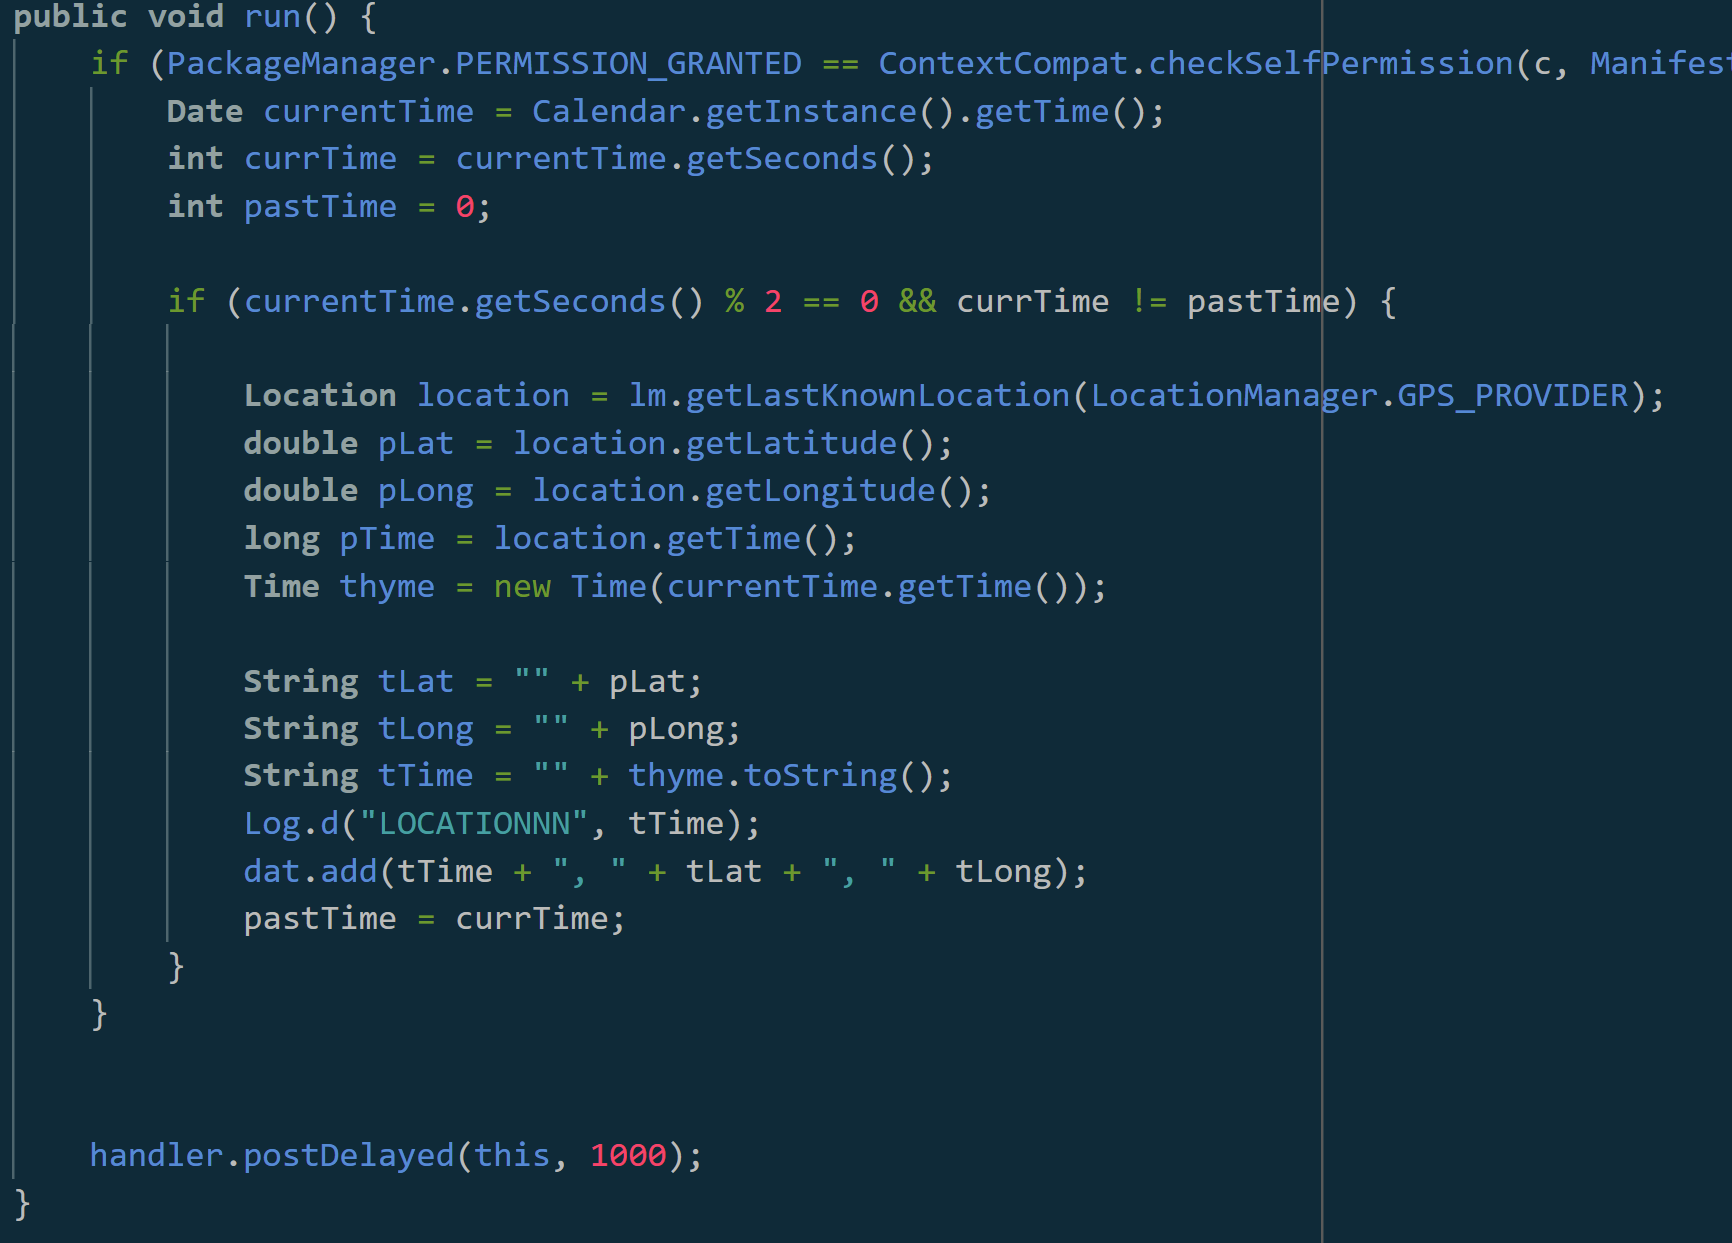 public void run() {
if (PackageManager.PERMISSION_GRANTED == ContextCompat.checkSelfPermission(c, Manifest
Date currentTime = Calendar.getInstance().getTime();
int currTime = currentTime.getSeconds();
int pastTime = 0;
if (currentTime.getSeconds() % 2 == 0 && currTime != pastTime) {
Location location = lm.getLastKnownLocation(LocationManager.GPS_PROVIDER);
double pLat = location.getLatitude();
double pLong = location.getLongitude();
long pTime = location.getTime();
Time thyme = new Time(currentTime.getTime());
String tLat = "" + pLat;
String tLong = "" + pLong;
String tTime = "" + thyme.toString();
Log.d("LOCATIONNN", tTime);
dat.add(tTime + ", " + tLat + ", " + tLong);
pastTime = currTime;
}
}
handler.postDelayed(this, 1000);
}